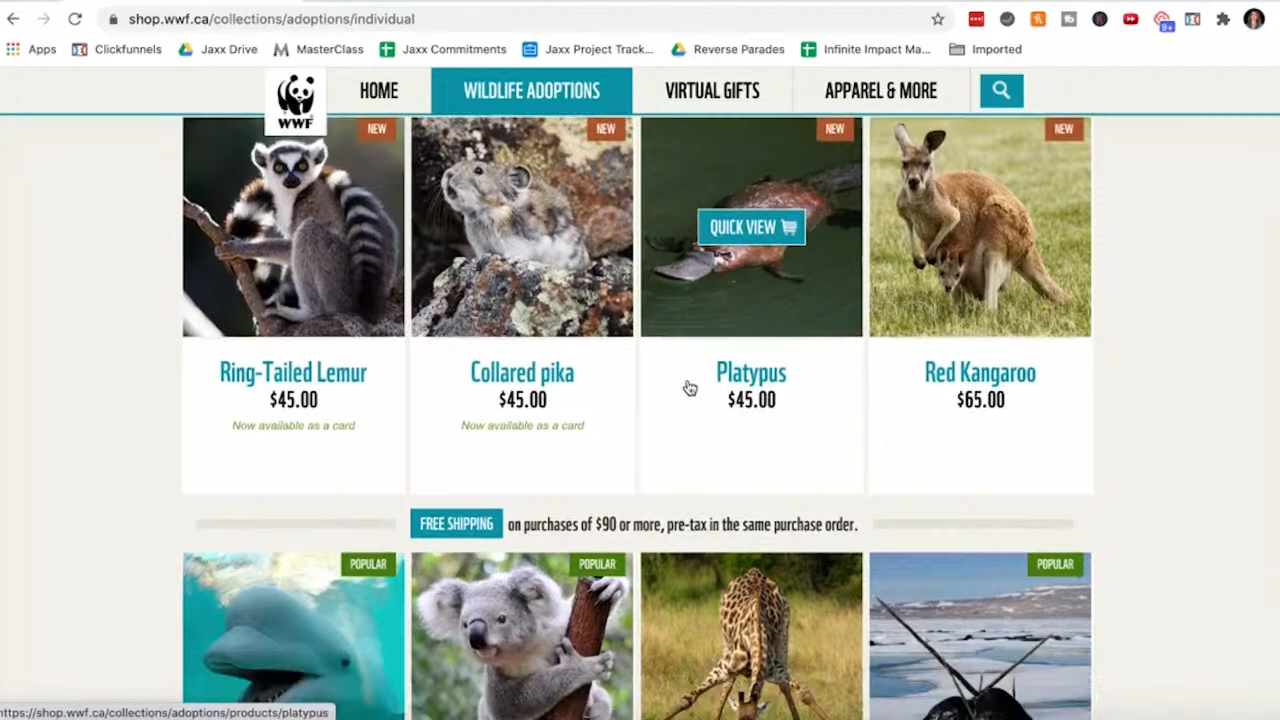 shop.wwf.ca/collections/adoptions/individual
9+
Apps Clickfunnels Jaxx Drive MasterClass Jaxx Commitments Jaxx Project Track... Reverse Parades Infinite Impact Ma... Imported
WWF
HOME WILDLIFE ADOPTIONS VIRTUAL GIFTS APPAREL & MORE
NEW NEW NEW NEW
QUICK VIEW
Ring-Tailed Lemur Collared pika Platypus Red Kangaroo
$45.00 $45.00 $45.00 $65.00
Now available as a card Now available as a card
FREE SHIPPING on purchases of $90 or more, pre-tax in the same purchase order.
POPULAR POPULAR POPULAR
https://shop.wwf.ca/collections/adoptions/products/platypus